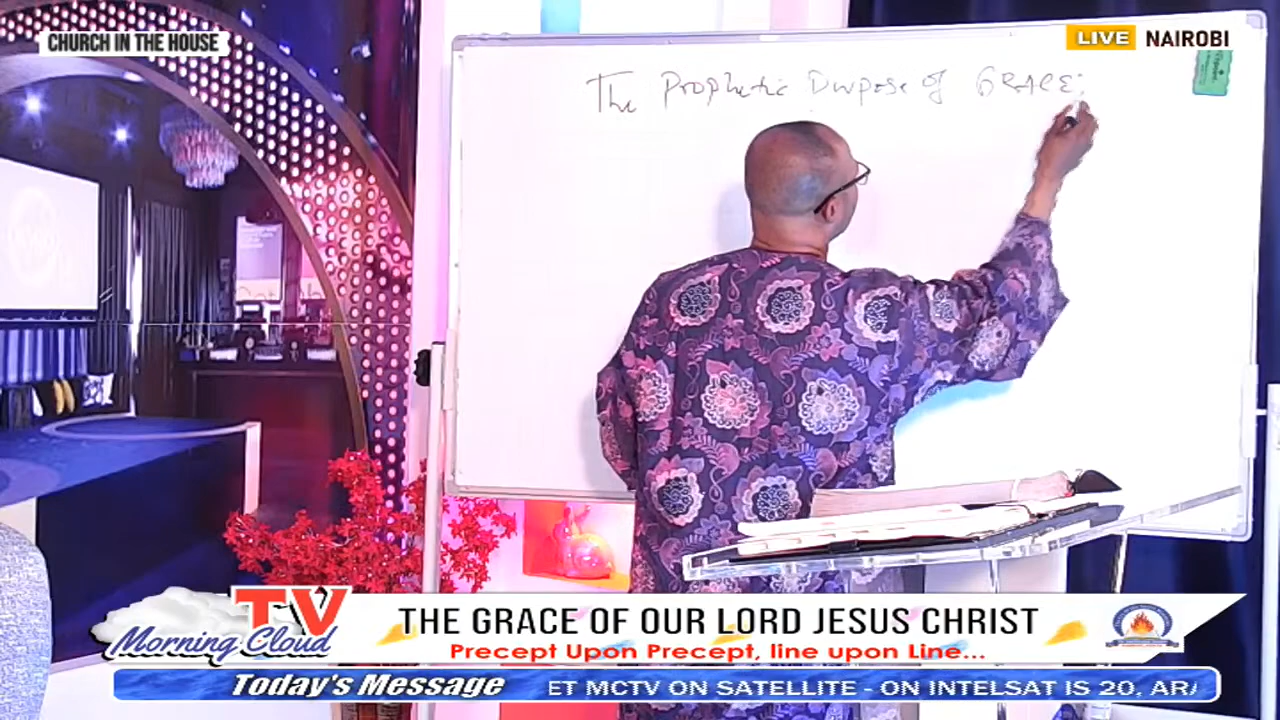 CHURCH IN THE HOUSE
LIVE NAIROBI
The Prophetic Purpose of GRACE:
TV
Morning Cloud
THE GRACE OF OUR LORD JESUS CHRIST
Precept Upon Precept, line upon Line...
Today's Message
ET MCTV ON SATELLITE - ON INTELSAT IS 20, AR/